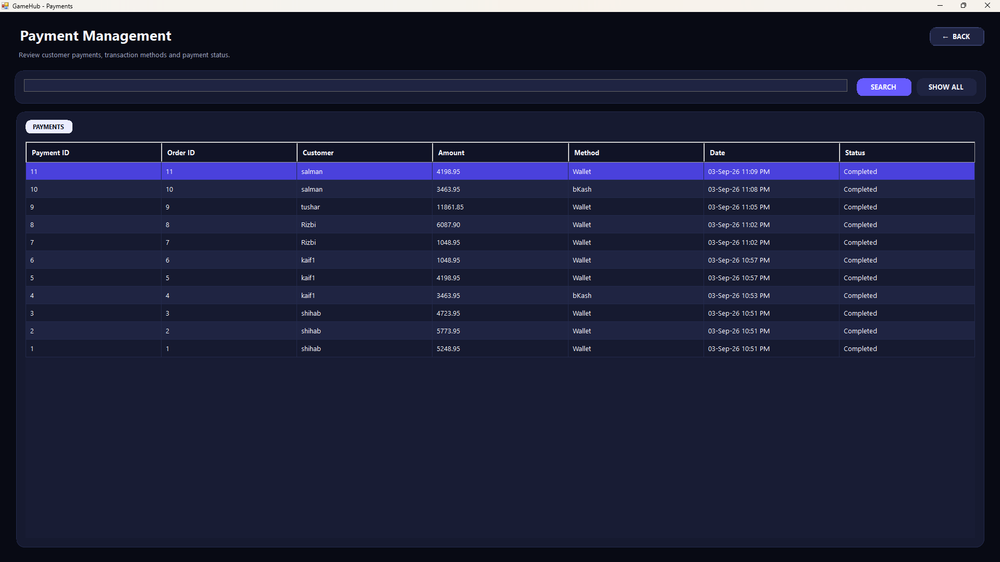 GameHub - Payments
Payment Management
← BACK
Review customer payments, transaction methods and payment status.
SEARCH SHOW ALL
PAYMENTS
Payment ID Order ID Customer Amount Method Date Status
11 11 salman 4198.95 Wallet 03-Sep-26 11:09 PM Completed
10 10 salman 3463.95 bKash 03-Sep-26 11:08 PM Completed
9 9 tushar 11861.85 Wallet 03-Sep-26 11:05 PM Completed
8 8 Rizbi 6087.90 Wallet 03-Sep-26 11:02 PM Completed
7 7 Rizbi 1048.95 Wallet 03-Sep-26 11:02 PM Completed
6 6 kaif1 1048.95 Wallet 03-Sep-26 10:57 PM Completed
5 5 kaif1 4198.95 Wallet 03-Sep-26 10:57 PM Completed
4 4 kaif1 3463.95 bKash 03-Sep-26 10:53 PM Completed
3 3 shihab 4723.95 Wallet 03-Sep-26 10:51 PM Completed
2 2 shihab 5773.95 Wallet 03-Sep-26 10:51 PM Completed
1 1 shihab 5248.95 Wallet 03-Sep-26 10:51 PM Completed